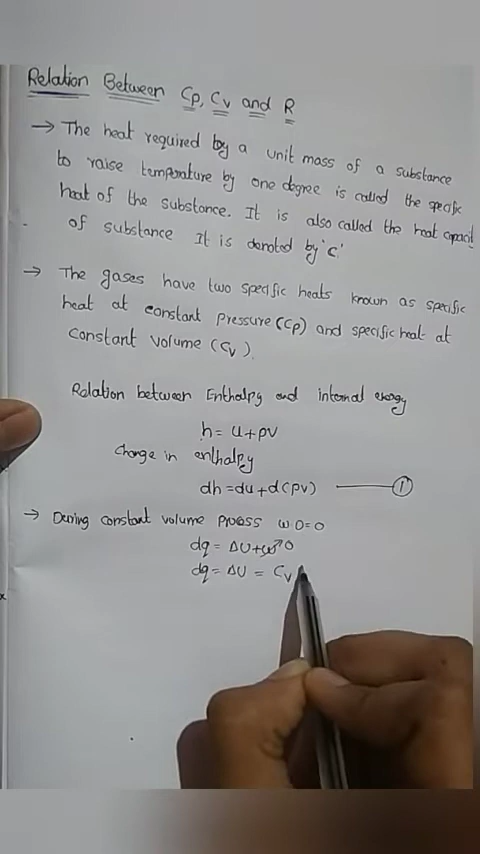 Relation Between Cp, Cv and R
→ The heat required by a unit mass of a substance
to raise temperature by one degree is called the specific
heat of the substance. It is also called the heat capacit
of substance It is denoted by 'C'
→ The gases have two specific heats known as specific
heat at constant pressure (Cp) and specific heat at
constant volume (Cv).
Relation between Enthalpy and internal energy
h = u + pv
Change in enthalpy
dh = du + d(pv) —— ①
→ During constant volume process W.D = 0
dq = ΔU + w↗0
dq = ΔU = Cv